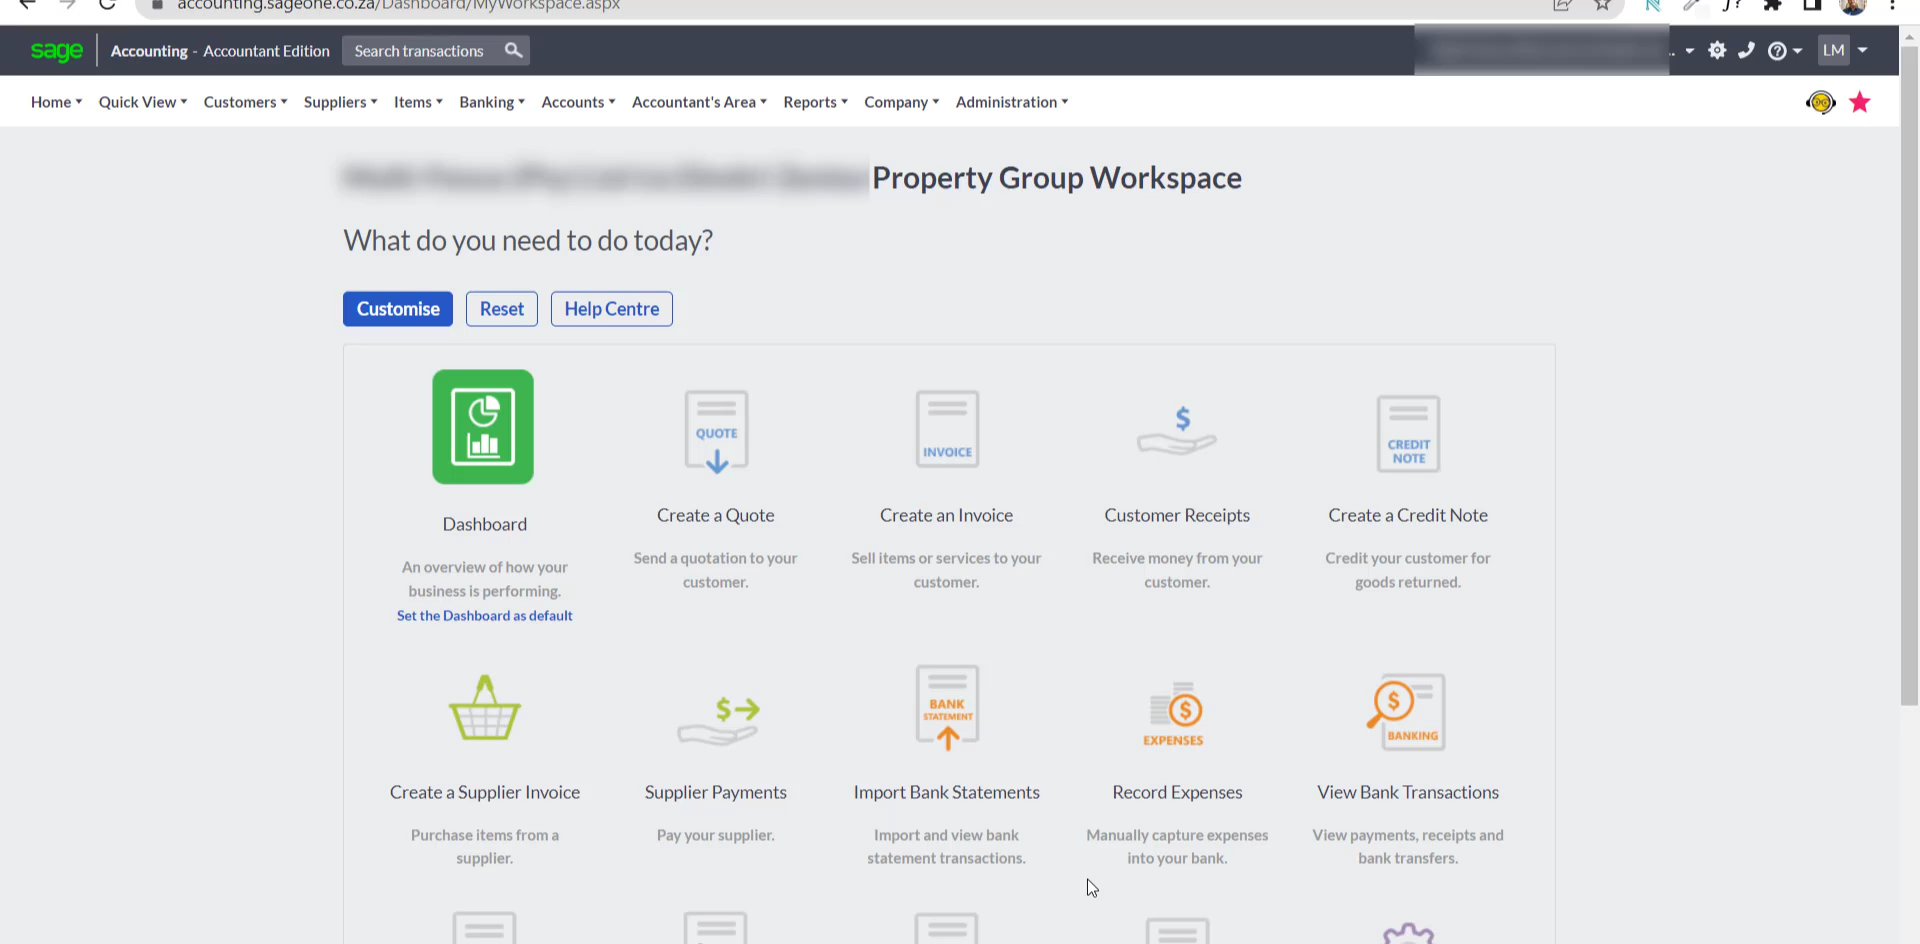 accounting.sageone.co.za/Dashboard/MyWorkspace.aspx
sage Accounting - Accountant Edition Search transactions LM
Home Quick View Customers Suppliers Items Banking Accounts Accountant's Area Reports Company Administration
Property Group Workspace
What do you need to do today?
Customise Reset Help Centre
QUOTE
INVOICE
$
CREDIT
NOTE
Dashboard
Create a Quote
Create an Invoice
Customer Receipts
Create a Credit Note
An overview of how your
business is performing.
Set the Dashboard as default
Send a quotation to your
customer.
Sell items or services to your
customer.
Receive money from your
customer.
Credit your customer for
goods returned.
$
BANK
STATEMENT
$
EXPENSES
$
BANKING
Create a Supplier Invoice
Supplier Payments
Import Bank Statements
Record Expenses
View Bank Transactions
Purchase items from a
supplier.
Pay your supplier.
Import and view bank
statement transactions.
Manually capture expenses
into your bank.
View payments, receipts and
bank transfers.